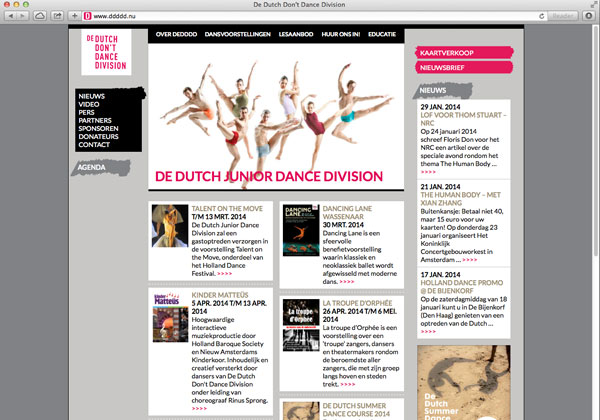 De Dutch Don't Dance Division
www.ddddd.nu
Reader
DE DUTCH
DON'T
DANCE
DIVISION
OVER DEDDDD
DANSVOORSTELLINGEN
LESAANBOD
HUUR ONS IN!
EDUCATIE
NIEUWS
VIDEO
PERS
PARTNERS
SPONSOREN
DONATEURS
CONTACT
AGENDA
DE DUTCH JUNIOR DANCE DIVISION
TALENT ON THE MOVE
T/M 13 MRT. 2014
De Dutch Junior Dance
Division zal een
gastoptreden verzorgen in
de voorstelling Talent on
the Move, onderdeel van
het Holland Dance
Festival. >>>>
DANCING
LANE
DANCING LANE
WASSENAAR
30 MRT. 2014
Dancing Lane is een
sfeervolle
benefietvoorstelling
waarin klassiek en
neoklassiek ballet wordt
afgewisseld met moderne
dans. >>>>
kinder
Matteüs
KINDER MATTEÜS
5 APR. 2014 T/M 13 APR.
2014
Hoogwaardige
interactieve
muziekproductie door
Holland Baroque Society
en Nieuw Amsterdams
Kinderkoor. Inhoudelijk en
creatief versterkt door
dansers van De Dutch
Don't Dance Division
onder leiding van
choreograaf Rinus Sprong.
>>>>
La troupe
d'Orphée
LA TROUPE D'ORPHÉE
26 APR. 2014 T/M 6 MEI.
2014
La troupe d'Orphée is een
voorstelling over een
'troupe' zangers, dansers
en theatermakers rondom
de beroemdste aller
zangers, die met zijn groep
langs hoven en steden
trekt. >>>>
DE DUTCH SUMMER
DANCE COURSE 2014
KAARTVERKOOP
NIEUWSBRIEF
NIEUWS
29 JAN. 2014
LOF VOOR THOM STUART –
NRC
Op 24 januari 2014
schreef Floris Don voor het
NRC een artikel over de
speciale avond rondom het
thema The Human Body ...
>>>>
21 JAN. 2014
THE HUMAN BODY – MET
XIAN ZHANG
Buitenkansje: Betaal niet 40,
maar 15 euro voor uw
kaarten! Op donderdag 23
januari organiseert Het
Koninklijk
Concertgebouworkest in
Amsterdam ... >>>>
17 JAN. 2014
HOLLAND DANCE PROMO
@ DE BIJENKORF
Op de zaterdagmiddag van 18
januari kunt u in De Bijenkorf
(Den Haag) genieten van een
optreden van de Dutch ...
>>>>
De
Dutch
Summer
Dance